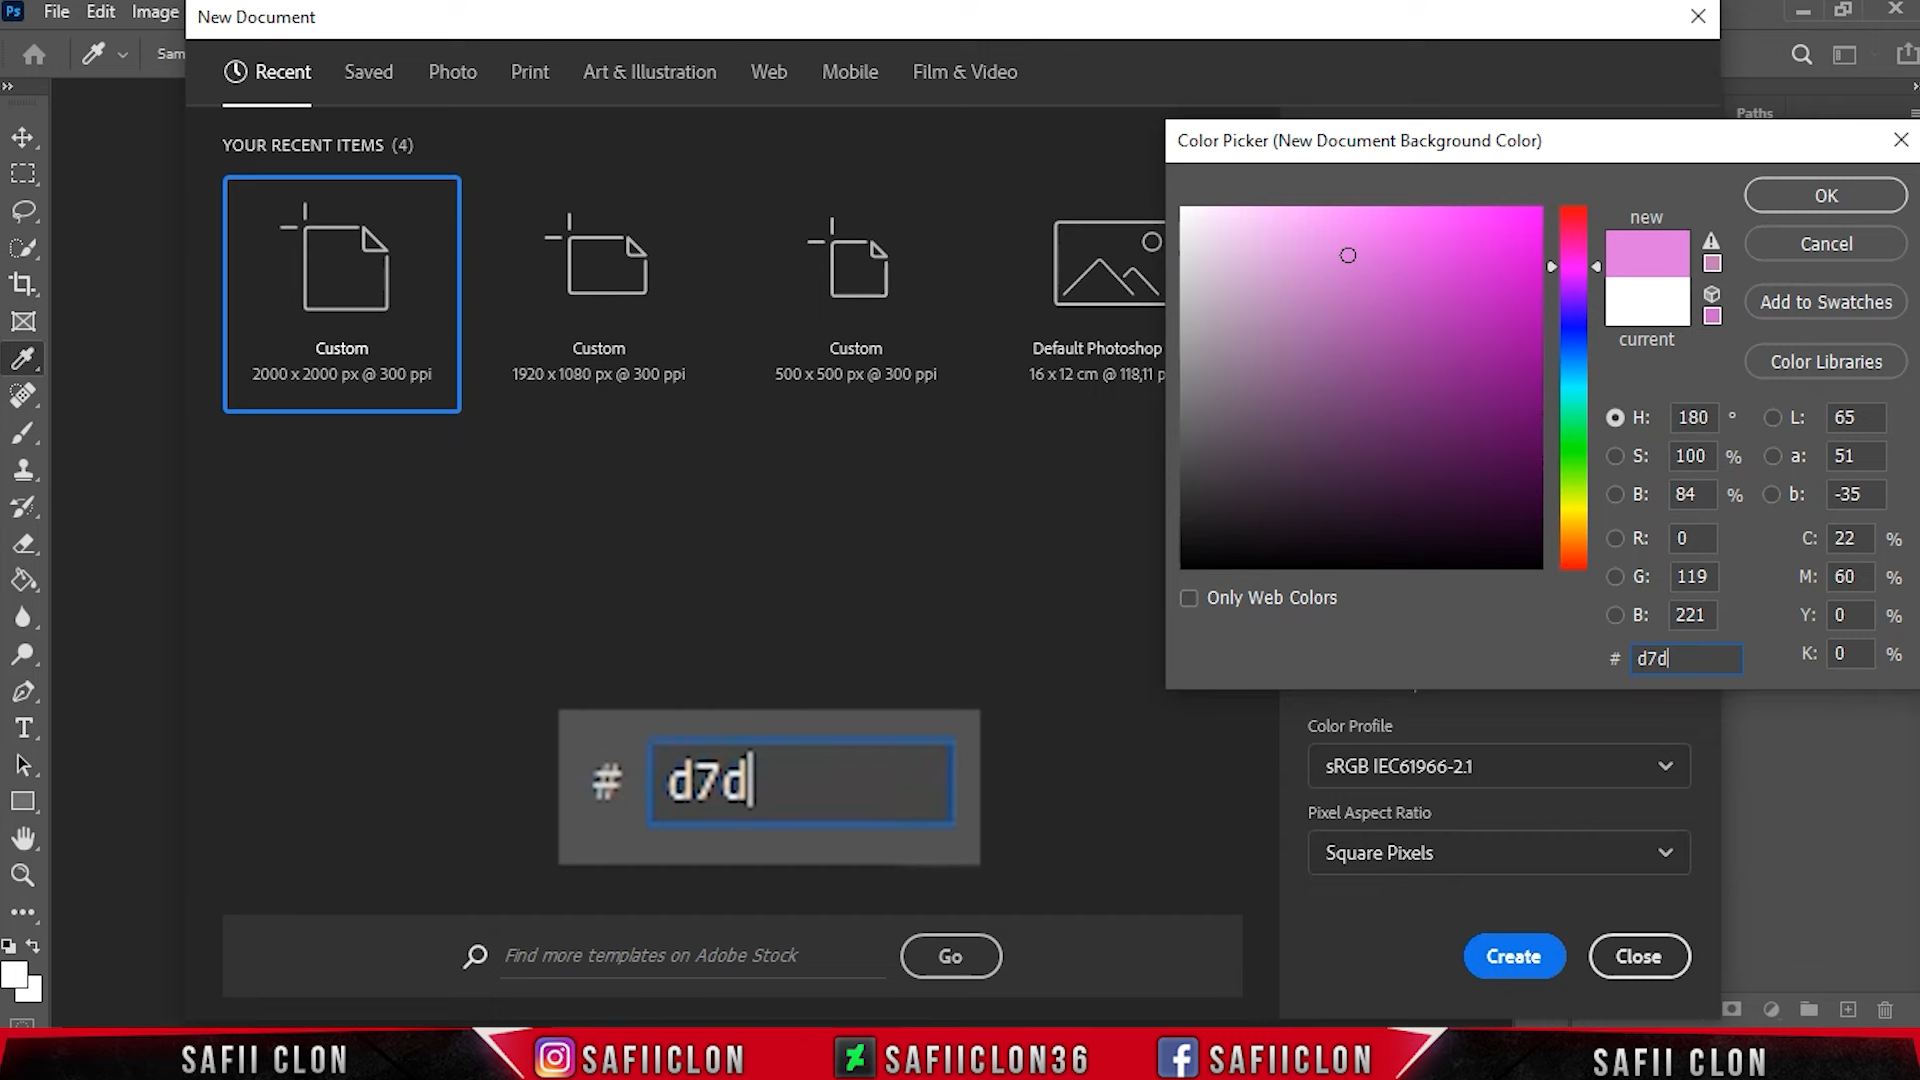 Ps File Edit Image
New Document
Sam
Recent Saved Photo Print Art & Illustration Web Mobile Film & Video
Paths
YOUR RECENT ITEMS (4)
Custom
2000 x 2000 px @ 300 ppi
Custom
1920 x 1080 px @ 300 ppi
Custom
500 x 500 px @ 300 ppi
Default Photoshop
16 x 12 cm @ 118,11 p
Color Picker (New Document Background Color)
new
current
OK
Cancel
Add to Swatches
Color Libraries
H: 180 °
S: 100 %
B: 84 %
R: 0
G: 119
B: 221
# d7d
L: 65
a: 51
b: -35
C: 22 %
M: 60 %
Y: 0 %
K: 0 %
Only Web Colors
# d7d
Color Profile
sRGB IEC61966-2.1
Pixel Aspect Ratio
Square Pixels
Find more templates on Adobe Stock
Go
Create
Close
SAFII CLON
SAFIICLON
SAFIICLON36
SAFIICLON
SAFII CLON